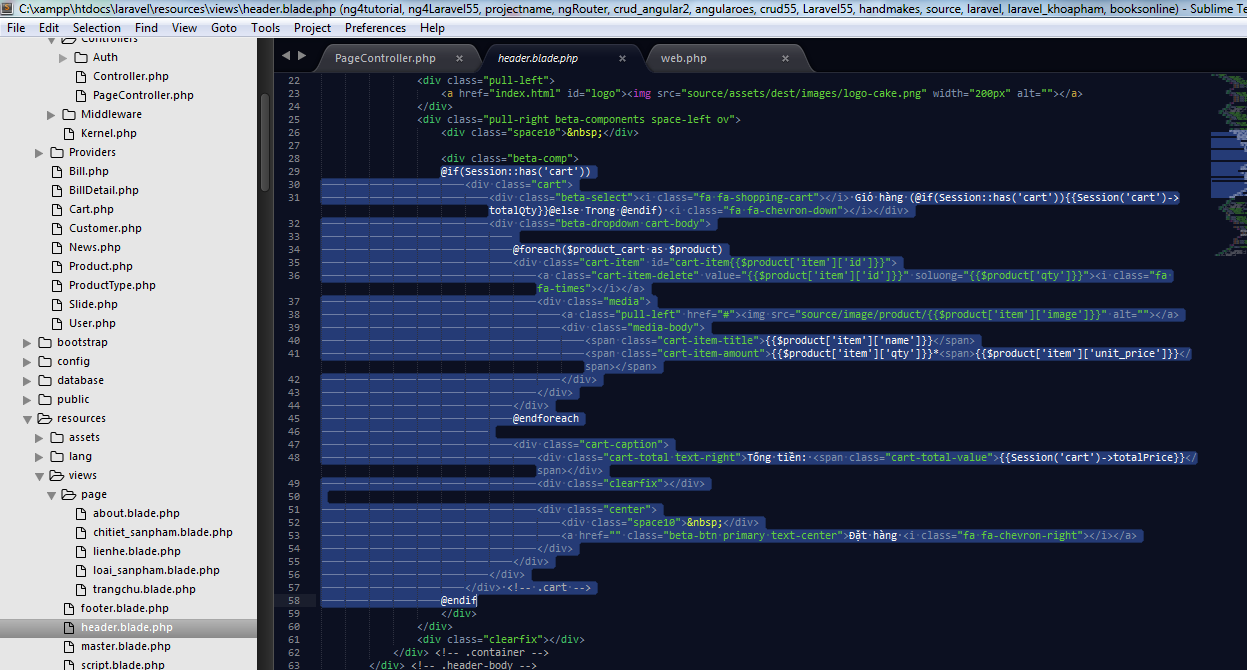 C:\xampp\htdocs\laravel\resources\views\header.blade.php (ng4tutorial, ng4Laravel55, projectname, ngRouter, crud_angular2, angularoes, crud55, Laravel55, handmakes, source, laravel, laravel_khoapham, booksonline) - Sublime Te
File Edit Selection Find View Goto Tools Project Preferences Help
Controllers
Auth
Controller.php
PageController.php
Middleware
Kernel.php
Providers
Bill.php
BillDetail.php
Cart.php
Customer.php
News.php
Product.php
ProductType.php
Slide.php
User.php
bootstrap
config
database
public
resources
assets
lang
views
page
about.blade.php
chitiet_sanpham.blade.php
lienhe.blade.php
loai_sanpham.blade.php
trangchu.blade.php
footer.blade.php
header.blade.php
master.blade.php
script.blade.php
PageController.php × header.blade.php × web.php ×
22 <div class="pull-left">
23 <a href="index.html" id="logo"><img src="source/assets/dest/images/logo-cake.png" width="200px" alt=""></a>
24 </div>
25 <div class="pull-right beta-components space-left ov">
26 <div class="space10">&nbsp;</div>
27
28 <div class="beta-comp">
29 @if(Session::has('cart'))
30 <div class="cart">
31 <div class="beta-select"><i class="fa fa-shopping-cart"></i> Giỏ hàng (@if(Session::has('cart')){{Session('cart')->
totalQty}}@else Trong @endif) <i class="fa fa-chevron-down"></i></div>
32 <div class="beta-dropdown cart-body">
33
34 @foreach($product_cart as $product)
35 <div class="cart-item" id="cart-item{{$product['item']['id']}}">
36 <a class="cart-item-delete" value="{{$product['item']['id']}}" soluong="{{$product['qty']}}"><i class="fa
fa-times"></i></a>
37 <div class="media">
38 <a class="pull-left" href="#"><img src="source/image/product/{{$product['item']['image']}}" alt=""></a>
39 <div class="media-body">
40 <span class="cart-item-title">{{$product['item']['name']}}</span>
41 <span class="cart-item-amount">{{$product['item']['qty']}}*<span>{{$product['item']['unit_price']}}</
span></span>
42 </div>
43 </div>
44 </div>
45 @endforeach
46
47 <div class="cart-caption">
48 <div class="cart-total text-right">Tổng tiền: <span class="cart-total-value">{{Session('cart')->totalPrice}}</
span></div>
49 <div class="clearfix"></div>
50
51 <div class="center">
52 <div class="space10">&nbsp;</div>
53 <a href="" class="beta-btn primary text-center">Đặt hàng <i class="fa fa-chevron-right"></i></a>
54 </div>
55 </div>
56 </div>
57 </div> <!-- .cart -->
58 @endif
59 </div>
60 </div>
61 <div class="clearfix"></div>
62 </div> <!-- .container -->
63 </div> <!-- .header-body -->